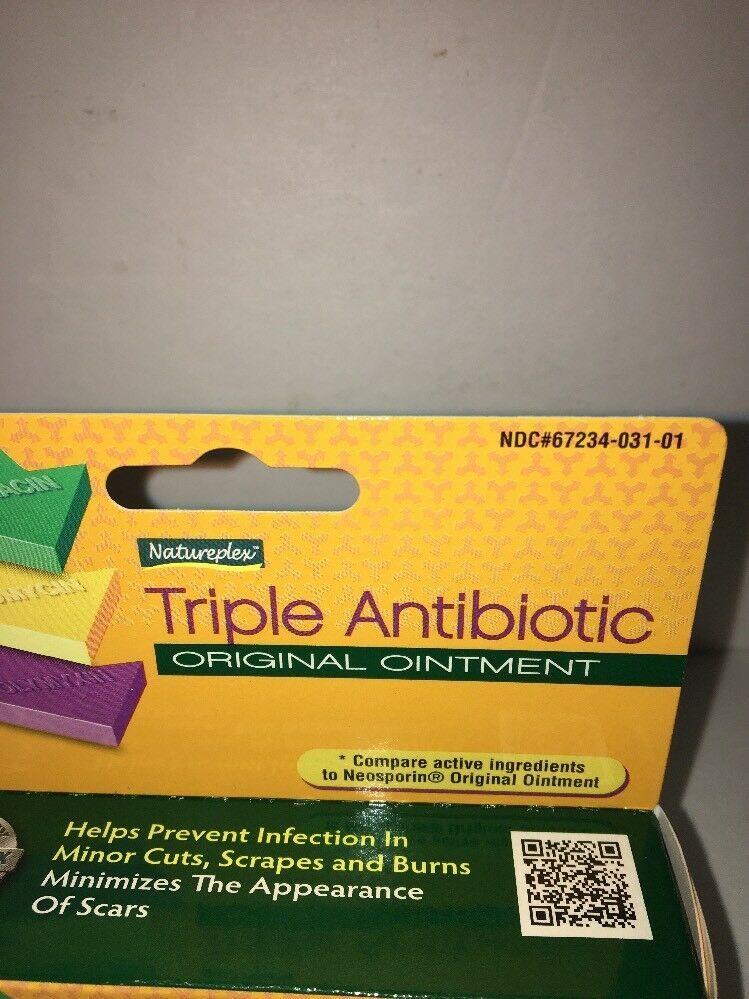 NDC#67234-031-01
Natureplex™
Triple Antibiotic
ORIGINAL OINTMENT
* Compare active ingredients
to Neosporin® Original Ointment
Helps Prevent Infection In
Minor Cuts, Scrapes and Burns
Minimizes The Appearance
Of Scars